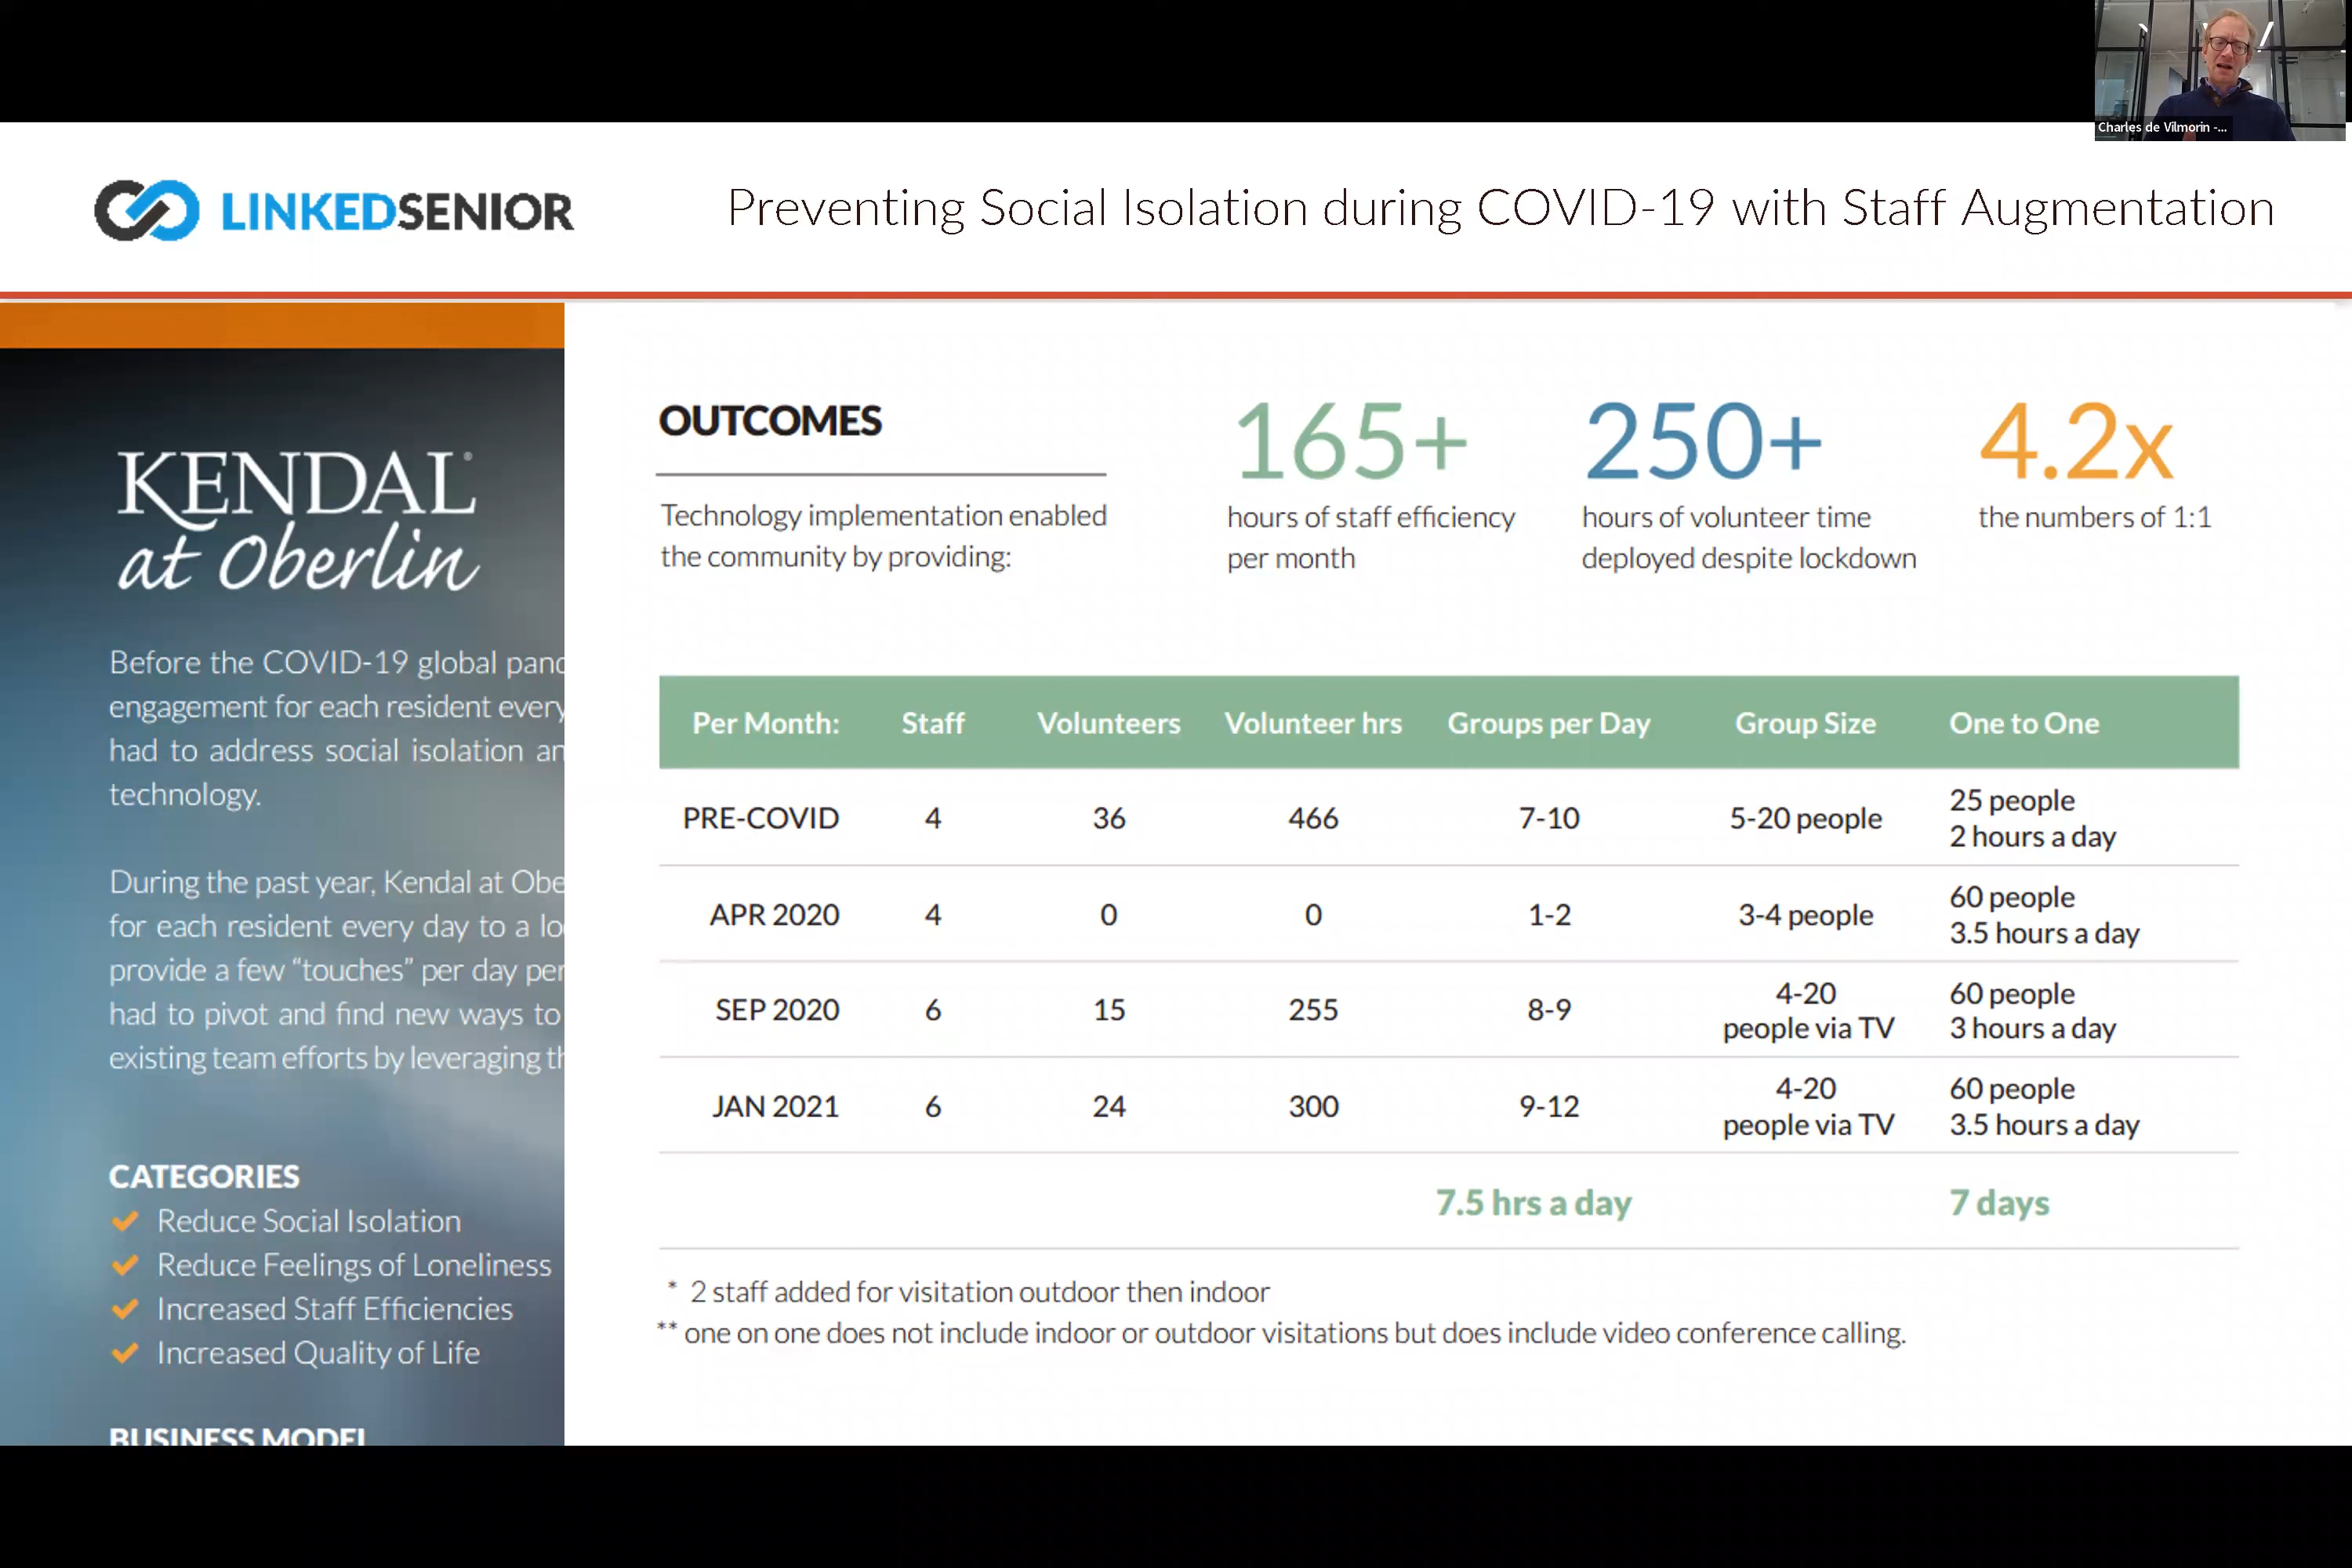 Charles de Vilmorin -...
LINKEDSENIOR
Preventing Social Isolation during COVID-19 with Staff Augmentation
KENDAL®
at Oberlin
Before the COVID-19 global
engagement for each resident every
had to address social isolation
technology.
During the past year, Kendal at
for each resident every day to a
provide a few “touches” per day
had to pivot and find new ways to
existing team efforts by leveraging
CATEGORIES
Reduce Social Isolation
Reduce Feelings of Loneliness
Increased Staff Efficiencies
Increased Quality of Life
BUSINESS MODEL
OUTCOMES
Technology implementation enabled
the community by providing:
165+
hours of staff efficiency
per month
250+
hours of volunteer time
deployed despite lockdown
4.2x
the numbers of 1:1
Per Month: Staff Volunteers Volunteer hrs Groups per Day Group Size One to One
PRE-COVID 4 36 466 7-10 5-20 people 25 people
2 hours a day
APR 2020 4 0 0 1-2 3-4 people 60 people
3.5 hours a day
SEP 2020 6 15 255 8-9 4-20 60 people
people via TV 3 hours a day
JAN 2021 6 24 300 9-12 4-20 60 people
people via TV 3.5 hours a day
7.5 hrs a day 7 days
* 2 staff added for visitation outdoor then indoor
** one on one does not include indoor or outdoor visitations but does include video conference calling.